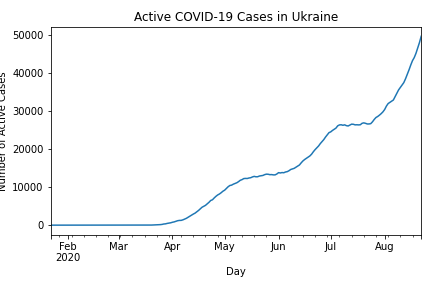 Active COVID-19 Cases in Ukraine
Number of Active Cases
50000
40000
30000
20000
10000
0
Feb Mar Apr May Jun Jul Aug
2020
Day